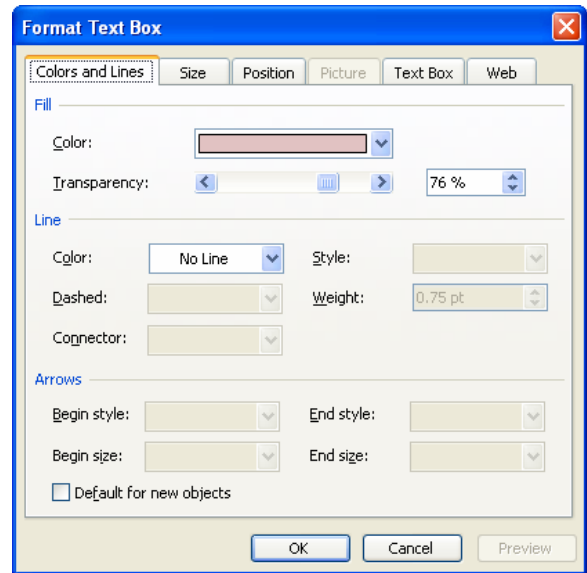 Format Text Box
Colors and Lines Size Position Picture Text Box Web
Fill
Color:
Transparency: 76 %
Line
Color: No Line Style:
Dashed: Weight: 0.75 pt
Connector:
Arrows
Begin style: End style:
Begin size: End size:
Default for new objects
OK Cancel Preview